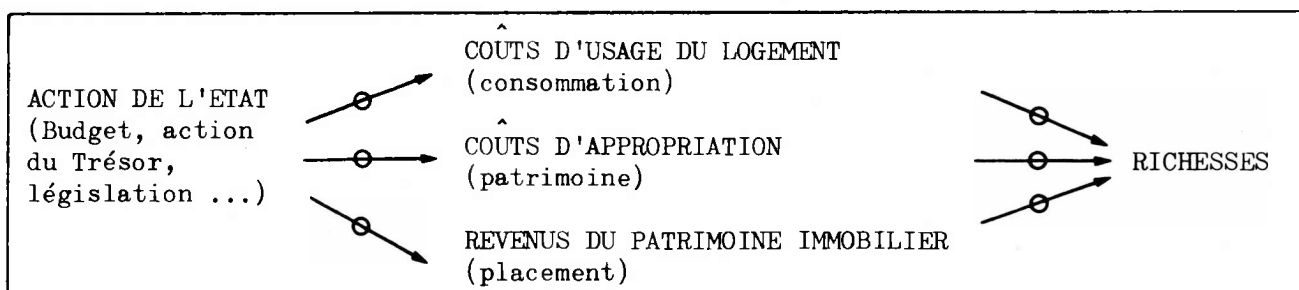 ACTION DE L'ETAT
(Budget, action
du Trésor,
législation ...)
COÛTS D'USAGE DU LOGEMENT
(consommation)
COÛTS D'APPROPRIATION
(patrimoine)
REVENUS DU PATRIMOINE IMMOBILIER
(placement)
RICHESSES